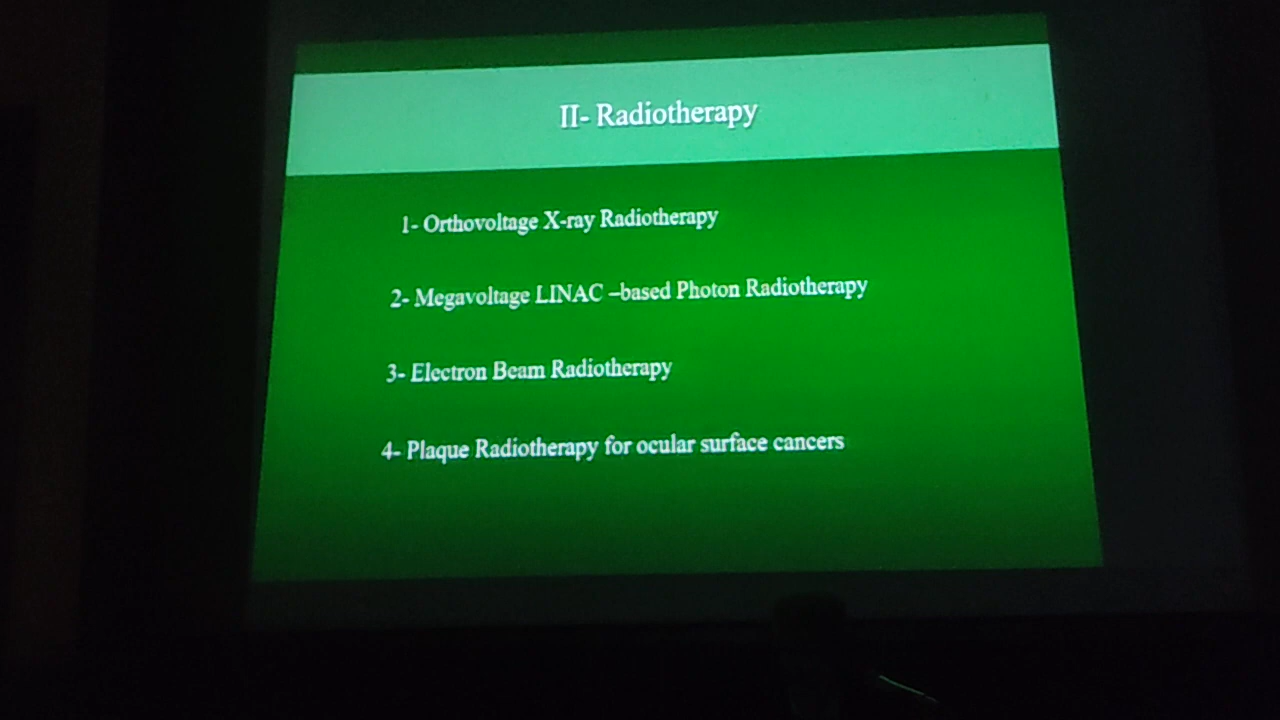 II- Radiotherapy
1- Orthovoltage X-ray Radiotherapy
2- Megavoltage LINAC –based Photon Radiotherapy
3- Electron Beam Radiotherapy
4- Plaque Radiotherapy for ocular surface cancers